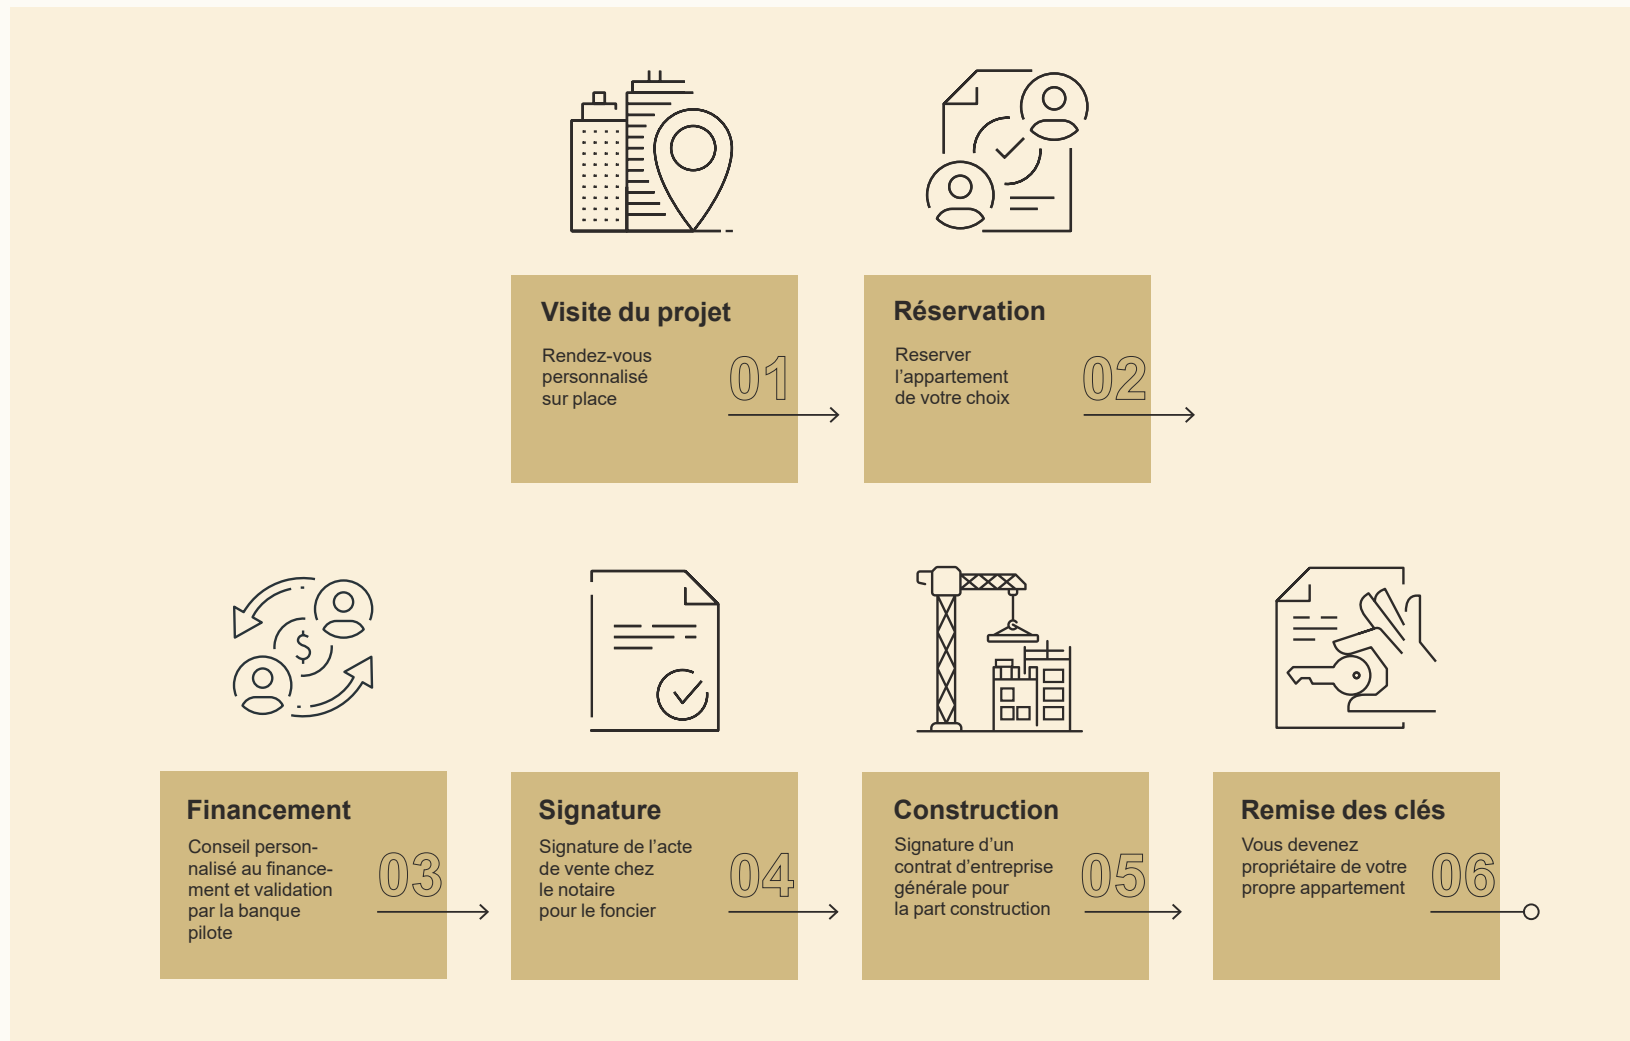 Visite du projet
Rendez-vous
personnalisé
sur place
01
Réservation
Reserver
l’appartement
de votre choix
02
Financement
Conseil person-
nalisé au finance-
ment et validation
par la banque
pilote
03
$
Signature
Signature de l’acte
de vente chez
le notaire
pour le foncier
04
Construction
Signature d’un
contrat d’entreprise
générale pour
la part construction
05
Remise des clés
Vous devenez
propriétaire de votre
propre appartement
06